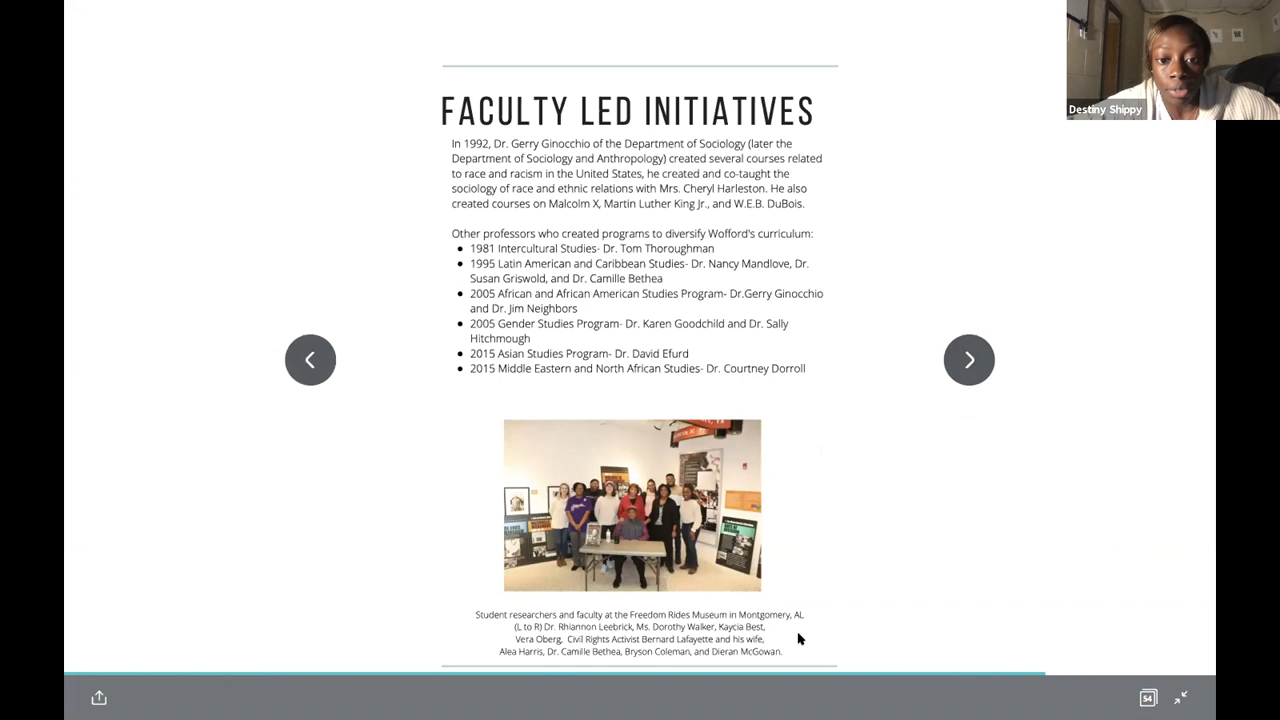 Destiny Shippy
FACULTY LED INITIATIVES
In 1992, Dr. Gerry Ginocchio of the Department of Sociology (later the
Department of Sociology and Anthropology) created several courses related
to race and racism in the United States, he created and co-taught the
sociology of race and ethnic relations with Mrs. Cheryl Harleston. He also
created courses on Malcolm X, Martin Luther King Jr., and W.E.B. DuBois.
Other professors who created programs to diversify Wofford's curriculum:
• 1981 Intercultural Studies- Dr. Tom Thoroughman
• 1995 Latin American and Caribbean Studies- Dr. Nancy Mandlove, Dr.
Susan Griswold, and Dr. Camille Bethea
• 2005 African and African American Studies Program- Dr.Gerry Ginocchio
and Dr. Jim Neighbors
• 2005 Gender Studies Program- Dr. Karen Goodchild and Dr. Sally
Hitchmough
• 2015 Asian Studies Program- Dr. David Efurd
• 2015 Middle Eastern and North African Studies- Dr. Courtney Dorroll
Student researchers and faculty at the Freedom Rides Museum in Montgomery, AL
(L to R) Dr. Rhiannon Leebrick, Ms. Dorothy Walker, Kaycia Best,
Vera Oberg, Civil Rights Activist Bernard Lafayette and his wife,
Alea Harris, Dr. Camille Bethea, Bryson Coleman, and Dieran McGowan.
54